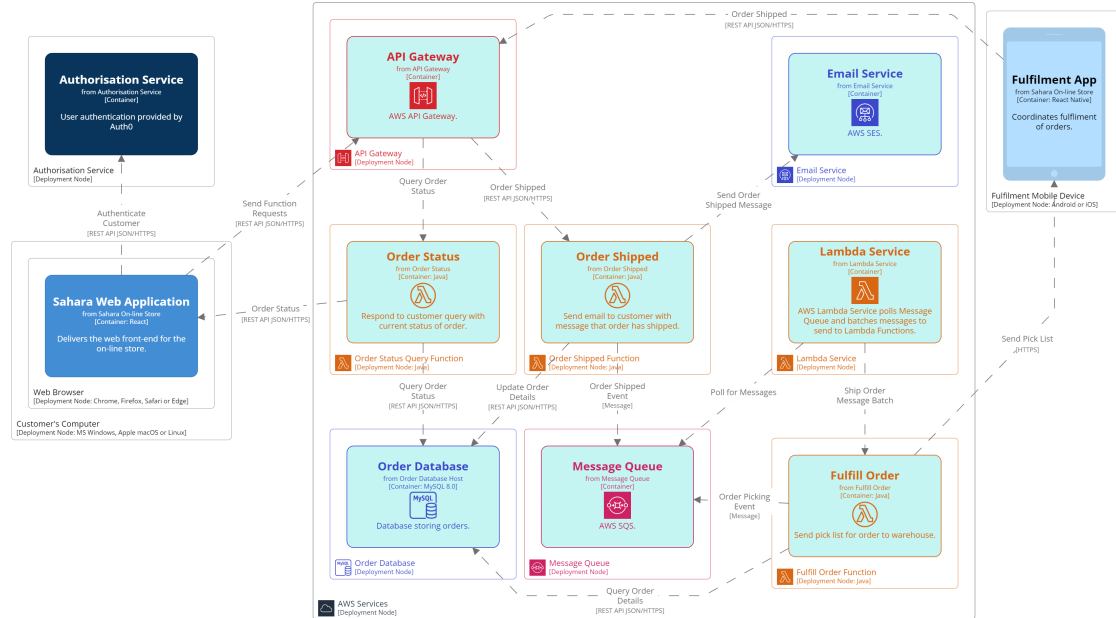 Order Shipped
[REST API JSON/HTTPS]
Authorisation Service
from Authorisation Service
[Container]
User authentication provided by
Auth0
Authorisation Service
[Deployment Node]
API Gateway
from API Gateway
[Container]
AWS API Gateway.
API Gateway
[Deployment Node]
Email Service
from Email Service
[Container]
AWS SES.
Email Service
[Deployment Node]
Fulfilment App
from Sahara On-line Store
[Container: React Native]
Coordinates fulfilment
of orders.
Fulfilment Mobile Device
[Deployment Node: Android or iOS]
Authenticate
Customer
[REST API JSON/HTTPS]
Send Function
Requests
[REST API JSON/HTTPS]
Query Order
Status
[REST API JSON/HTTPS]
Order Shipped
[REST API JSON/HTTPS]
Send Order
Shipped Message
Sahara Web Application
from Sahara On-line Store
[Container: React]
Delivers the web front-end for the
on-line store.
Web Browser
[Deployment Node: Chrome, Firefox, Safari or Edge]
Customer's Computer
[Deployment Node: MS Windows, Apple macOS or Linux]
Order Status
[REST API JSON/HTTPS]
Order Status
from Order Status
[Container: Java]
Respond to customer query with
current status of order.
Order Status Query Function
[Deployment Node: Java]
Order Shipped
from Order Shipped
[Container: Java]
Send email to customer with
message that order has shipped.
Order Shipped Function
[Deployment Node: Java]
Lambda Service
from Lambda Service
[Container]
AWS Lambda Service polls Message
Queue and batches messages to
send to Lambda Functions.
Lambda Service
[Deployment Node]
Send Pick List
[HTTPS]
Query Order
Status
[REST API JSON/HTTPS]
Update Order
Details
[REST API JSON/HTTPS]
Order Shipped
Event
[Message]
Poll for Messages
Ship Order
Message Batch
Order Database
from Order Database Host
[Container: MySQL 8.0]
MySQL
Database storing orders.
Order Database
[Deployment Node]
Message Queue
from Message Queue
[Container]
AWS SQS.
Message Queue
[Deployment Node]
Order Picking
Event
[Message]
Fulfill Order
from Fulfill Order
[Container: Java]
Send pick list for order to warehouse.
Fulfill Order Function
[Deployment Node: Java]
Query Order
Details
[REST API JSON/HTTPS]
AWS Services
[Deployment Node]